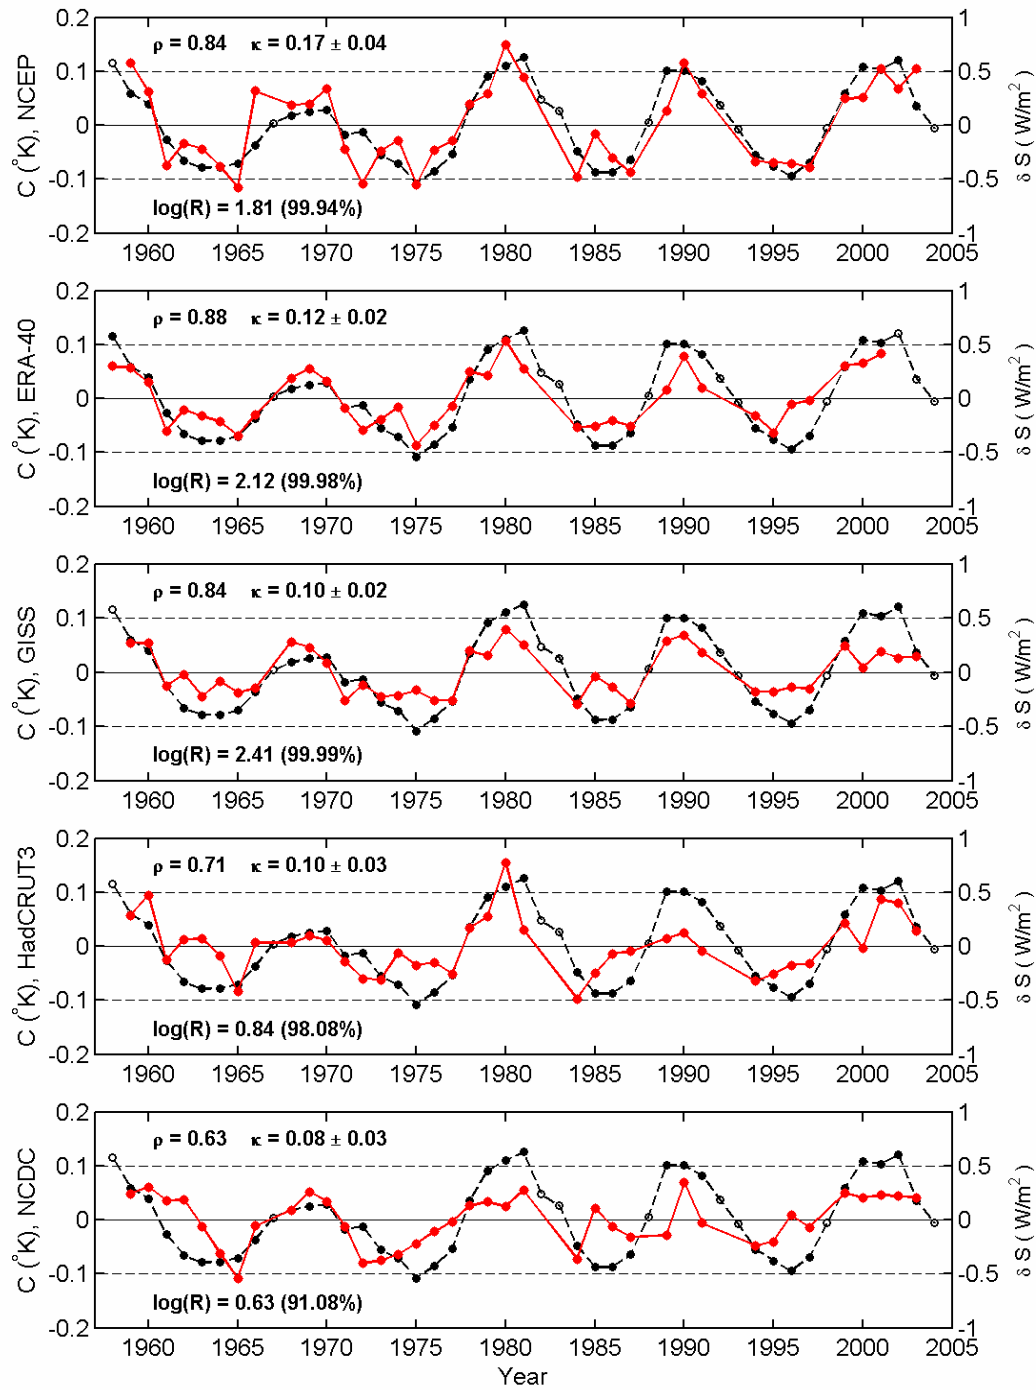 ρ = 0.84 κ = 0.17 ± 0.04
log(R) = 1.81 (99.94%)
0.2
0.1
0
-0.1
-0.2
C (°K), NCEP
1
0.5
0
-0.5
-1
δ S ( W/m²)
1960 1965 1970 1975 1980 1985 1990 1995 2000 2005
ρ = 0.88 κ = 0.12 ± 0.02
log(R) = 2.12 (99.98%)
0.2
0.1
0
-0.1
-0.2
C (°K), ERA-40
1
0.5
0
-0.5
-1
δ S ( W/m²)
1960 1965 1970 1975 1980 1985 1990 1995 2000 2005
ρ = 0.84 κ = 0.10 ± 0.02
log(R) = 2.41 (99.99%)
0.2
0.1
0
-0.1
-0.2
C (°K), GISS
1
0.5
0
-0.5
-1
δ S ( W/m²)
1960 1965 1970 1975 1980 1985 1990 1995 2000 2005
ρ = 0.71 κ = 0.10 ± 0.03
log(R) = 0.84 (98.08%)
0.2
0.1
0
-0.1
-0.2
C (°K), HadCRUT3
1
0.5
0
-0.5
-1
δ S ( W/m²)
1960 1965 1970 1975 1980 1985 1990 1995 2000 2005
ρ = 0.63 κ = 0.08 ± 0.03
log(R) = 0.63 (91.08%)
0.2
0.1
0
-0.1
-0.2
C (°K), NCDC
1
0.5
0
-0.5
-1
δ S ( W/m²)
1960 1965 1970 1975 1980 1985 1990 1995 2000 2005
Year